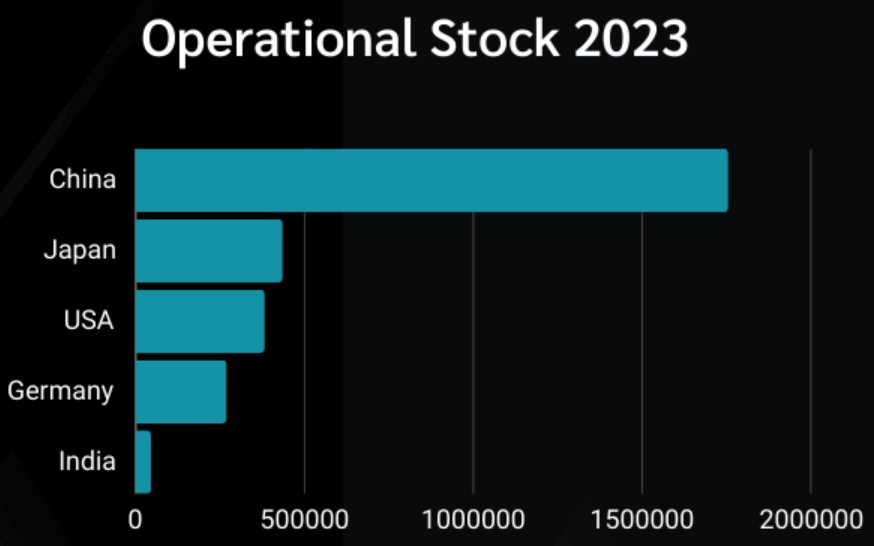 Operational Stock 2023
China
Japan
USA
Germany
India
0 500000 1000000 1500000 2000000